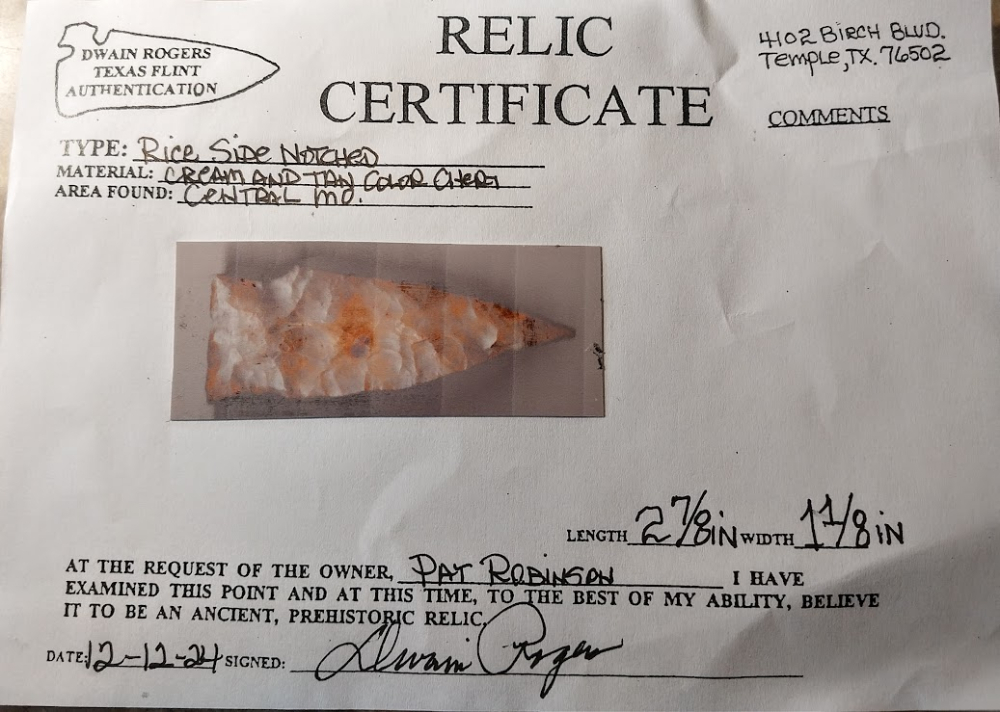 DWAIN ROGERS
TEXAS FLINT
AUTHENTICATION
RELIC
CERTIFICATE
4102 BIRCH BLVD.
Temple, TX. 76502
COMMENTS
TYPE: Rice Side Notched
MATERIAL: CREAM AND TAN COLOR CHERT
AREA FOUND: CENTRAL MO.
LENGTH 2 7/8 iN WIDTH 1 1/8 iN
AT THE REQUEST OF THE OWNER, PAT ROBINSON I HAVE
EXAMINED THIS POINT AND AT THIS TIME, TO THE BEST OF MY ABILITY, BELIEVE
IT TO BE AN ANCIENT, PREHISTORIC RELIC.
DATE: 12-12-24 SIGNED: Dwain Rogers